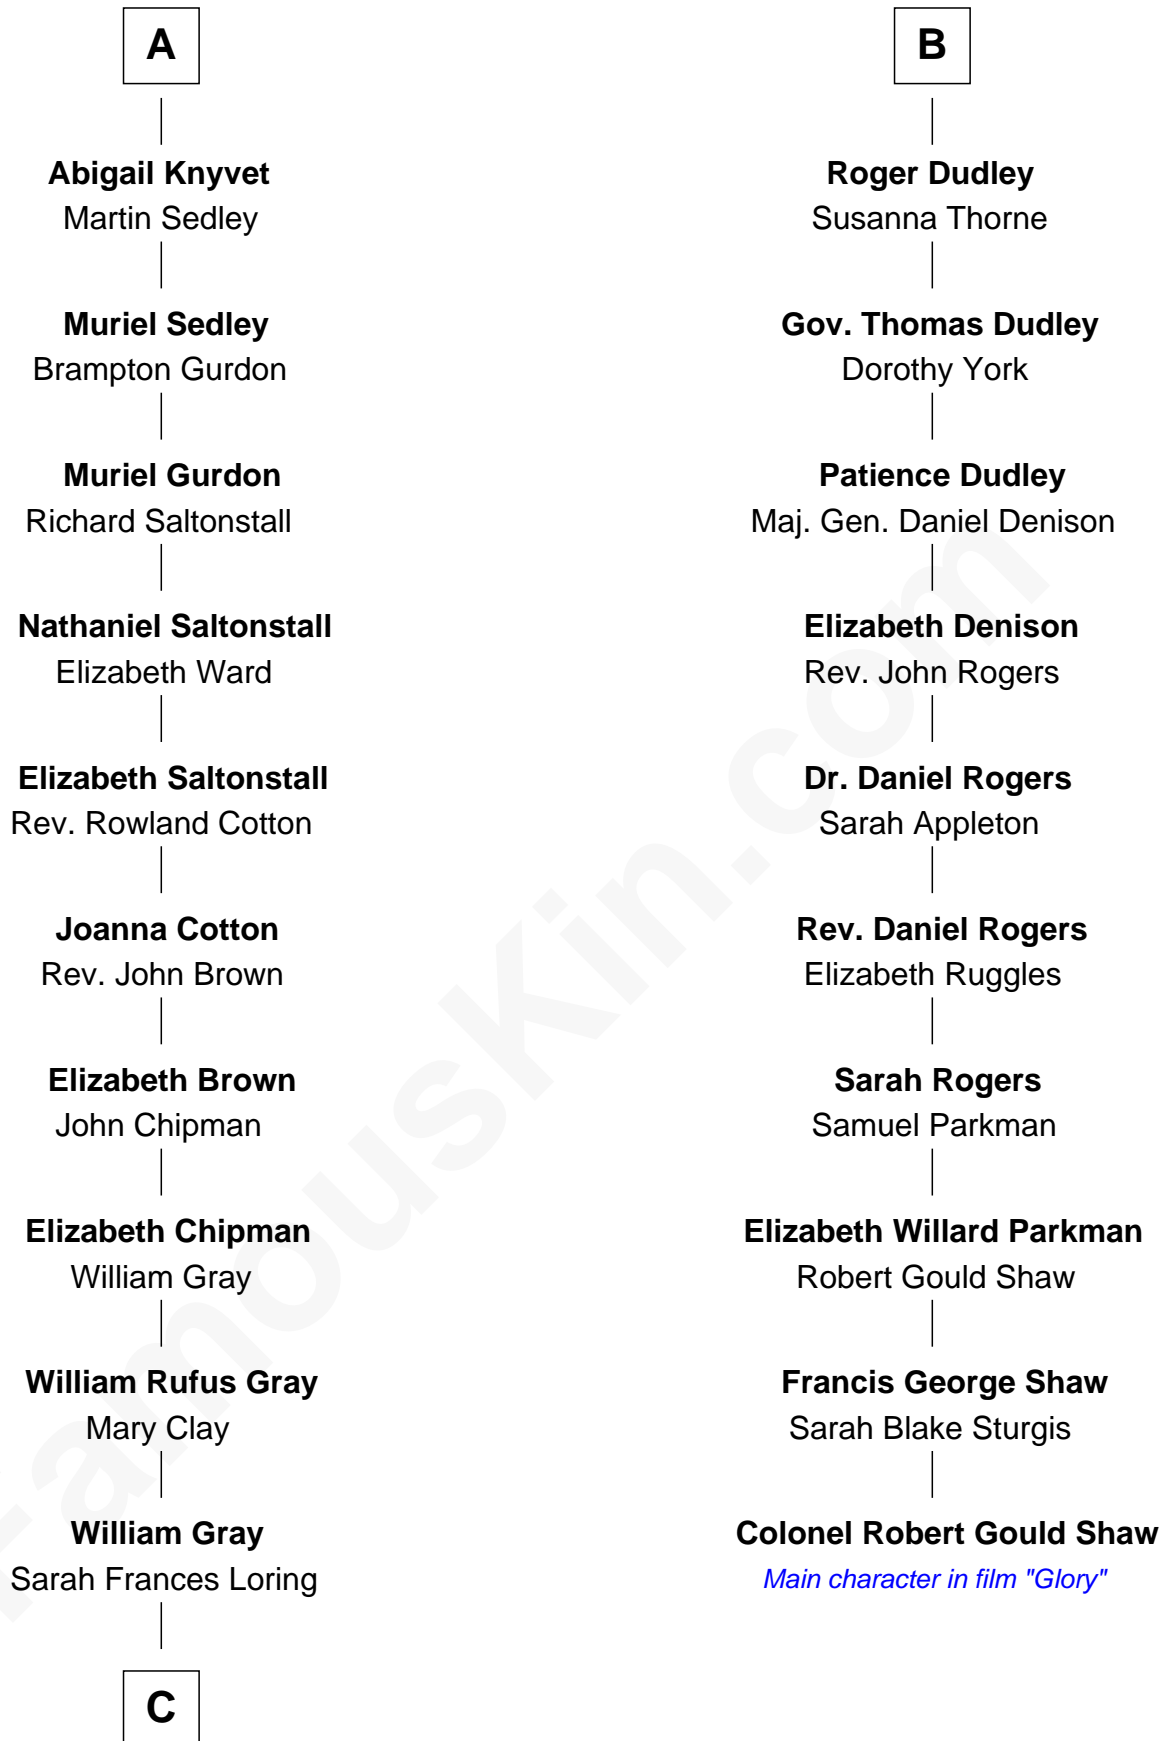 A
Abigail Knyvet
Martin Sedley
Muriel Sedley
Brampton Gurdon
Muriel Gurdon
Richard Saltonstall
Nathaniel Saltonstall
Elizabeth Ward
Elizabeth Saltonstall
Rev. Rowland Cotton
Joanna Cotton
Rev. John Brown
Elizabeth Brown
John Chipman
Elizabeth Chipman
William Gray
William Rufus Gray
Mary Clay
William Gray
Sarah Frances Loring
C
B
Roger Dudley
Susanna Thorne
Gov. Thomas Dudley
Dorothy York
Patience Dudley
Maj. Gen. Daniel Denison
Elizabeth Denison
Rev. John Rogers
Dr. Daniel Rogers
Sarah Appleton
Rev. Daniel Rogers
Elizabeth Ruggles
Sarah Rogers
Samuel Parkman
Elizabeth Willard Parkman
Robert Gould Shaw
Francis George Shaw
Sarah Blake Sturgis
Colonel Robert Gould Shaw
Main character in film "Glory"
FamousKin.com